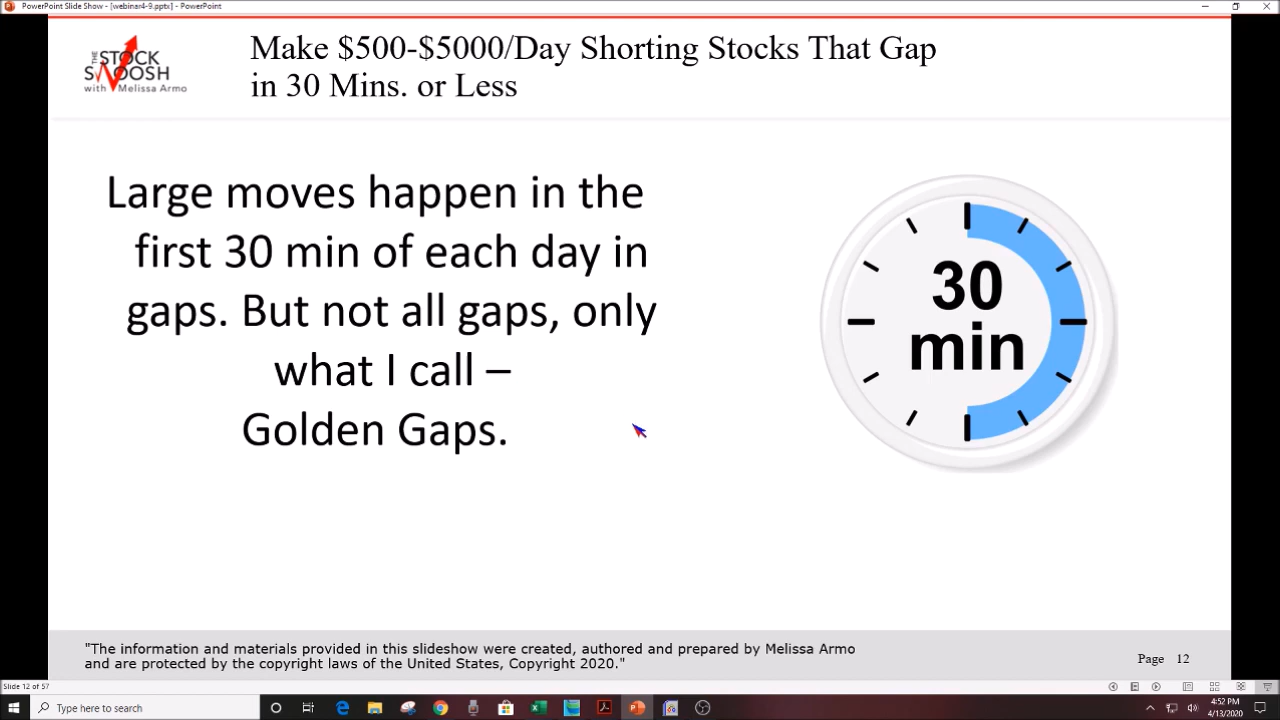 PowerPoint Slide Show - [webinar4-9.pptx] - PowerPoint
THE
STOCK
SWOOSH
with Melissa Armo
Make $500-$5000/Day Shorting Stocks That Gap
in 30 Mins. or Less
Large moves happen in the
first 30 min of each day in
gaps. But not all gaps, only
what I call –
Golden Gaps.
30
min
"The information and materials provided in this slideshow were created, authored and prepared by Melissa Armo
and are protected by the copyright laws of the United States, Copyright 2020."
Page 12
Slide 12 of 57
Type here to search
4:52 PM
4/13/2020